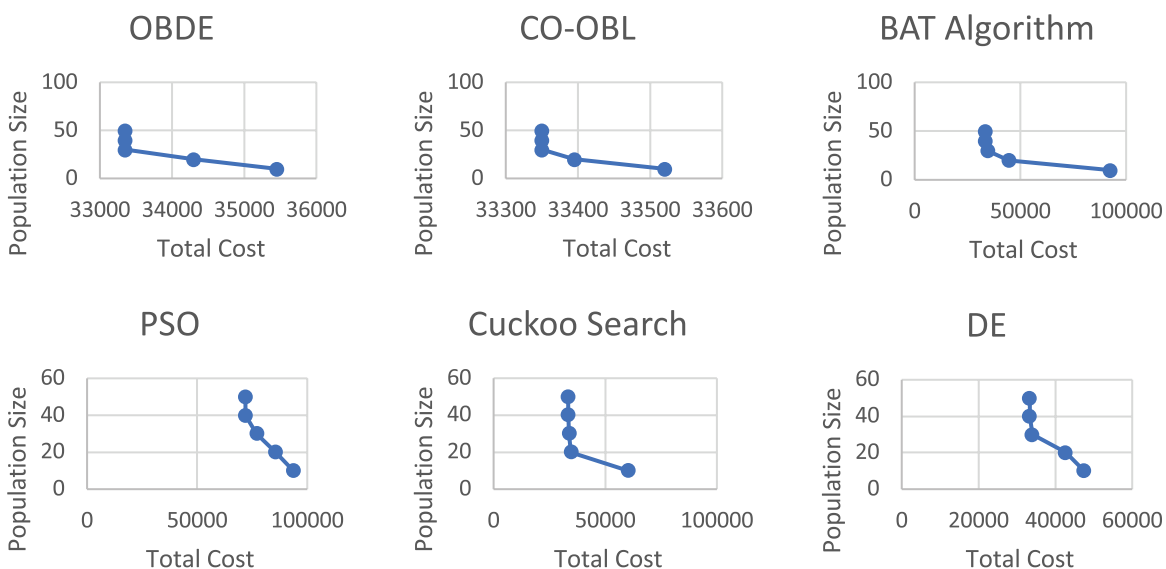 OBDE
Population Size
100
50
0
33000 34000 35000 36000
Total Cost
CO-OBL
Population Size
100
50
0
33300 33400 33500 33600
Total Cost
BAT Algorithm
Population Size
100
50
0
0 50000 100000
Total Cost
PSO
Population Size
60
40
20
0
0 50000 100000
Total Cost
Cuckoo Search
Population Size
60
40
20
0
0 50000 100000
Total Cost
DE
Population Size
60
40
20
0
0 20000 40000 60000
Total Cost